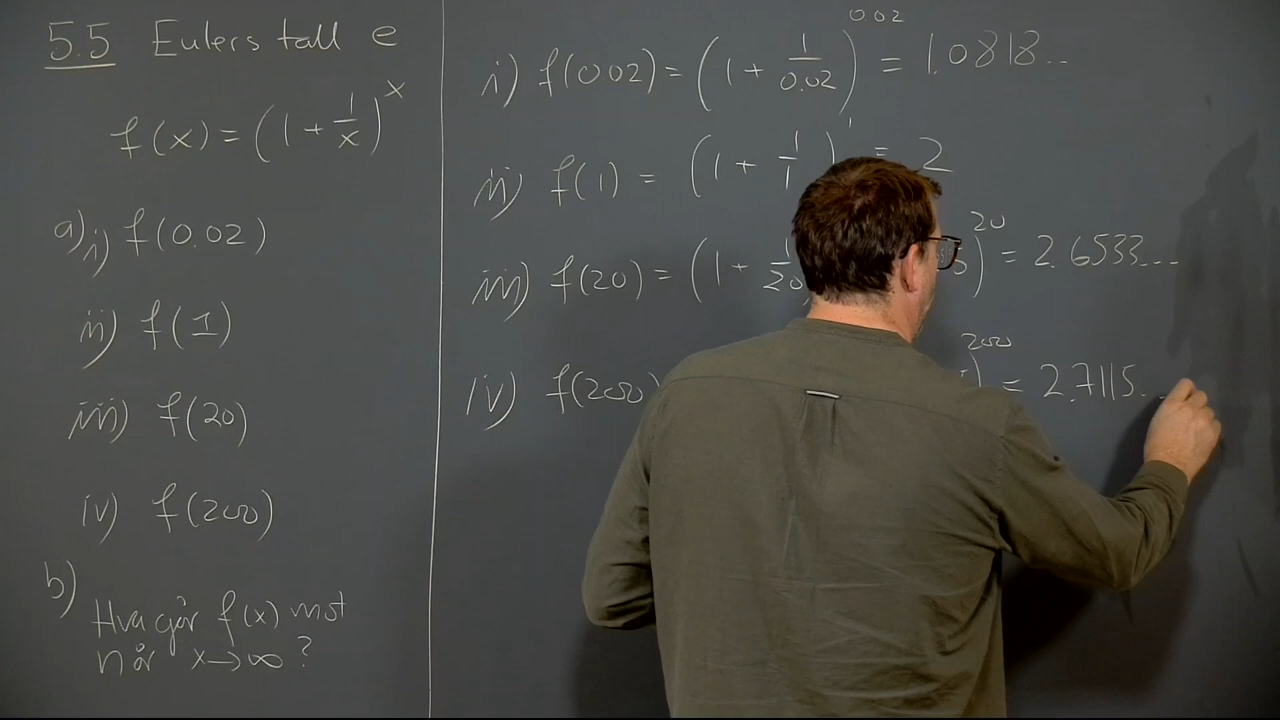 5.5 Eulers tall e
f(x) = (1 + 1/x)^x
a) i) f(0.02)
ii) f(1)
iii) f(20)
iv) f(200)
b)
Hva går f(x) mot
når x → ∞ ?
i) f(0.02) = (1 + 1/0.02)^0.02 = 1.0818...
ii) f(1) = (1 + 1/1)^1 = 2
iii) f(20) = (1 + 1/20 5)^20 = 2.6533...
iv) f(200) )^200 = 2.7115...